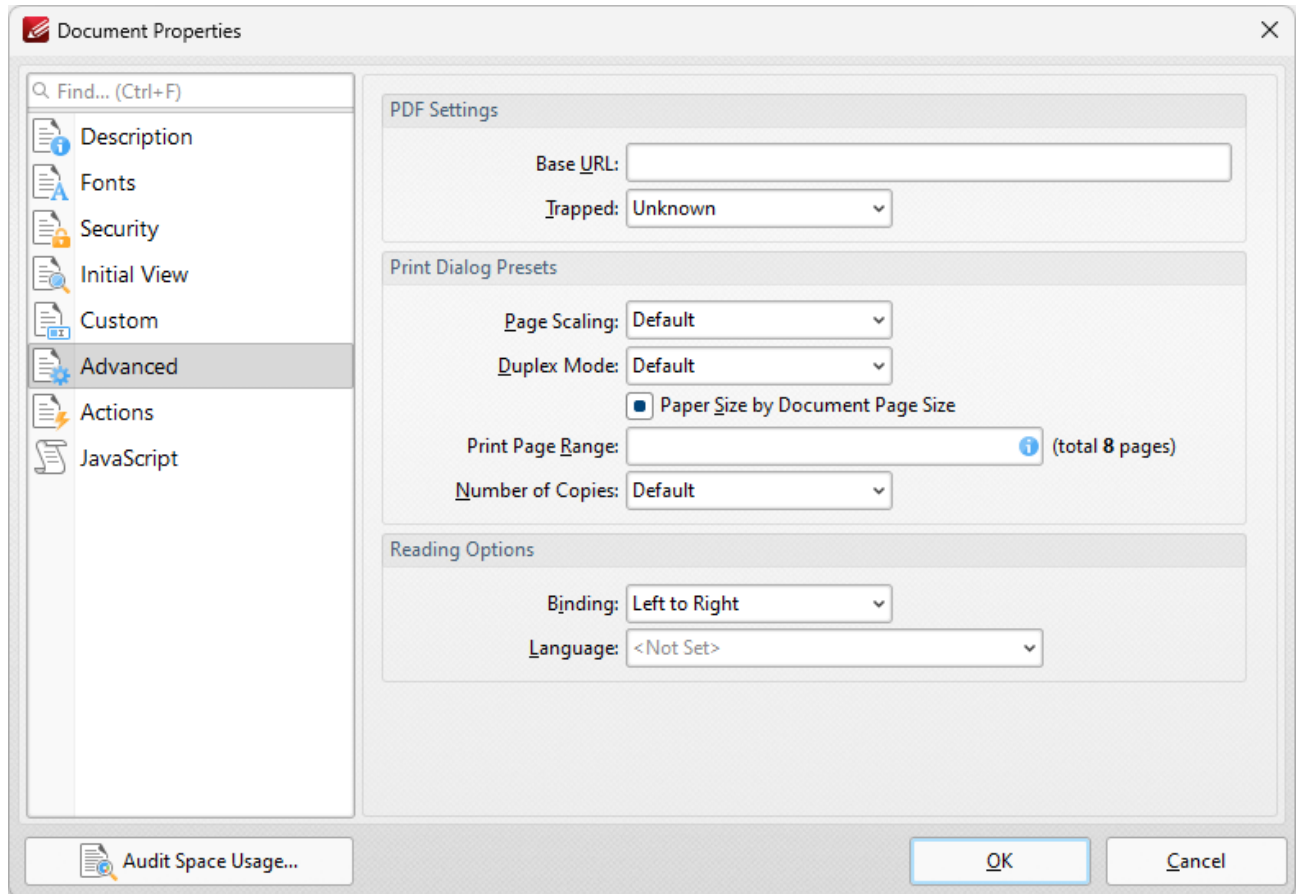 Document Properties
Find... (Ctrl+F)
Description
Fonts
Security
Initial View
Custom
Advanced
Actions
JavaScript
PDF Settings
Base URL:
Trapped: Unknown
Print Dialog Presets
Page Scaling: Default
Duplex Mode: Default
Paper Size by Document Page Size
Print Page Range: (total 8 pages)
Number of Copies: Default
Reading Options
Binding: Left to Right
Language: <Not Set>
Audit Space Usage...
OK
Cancel